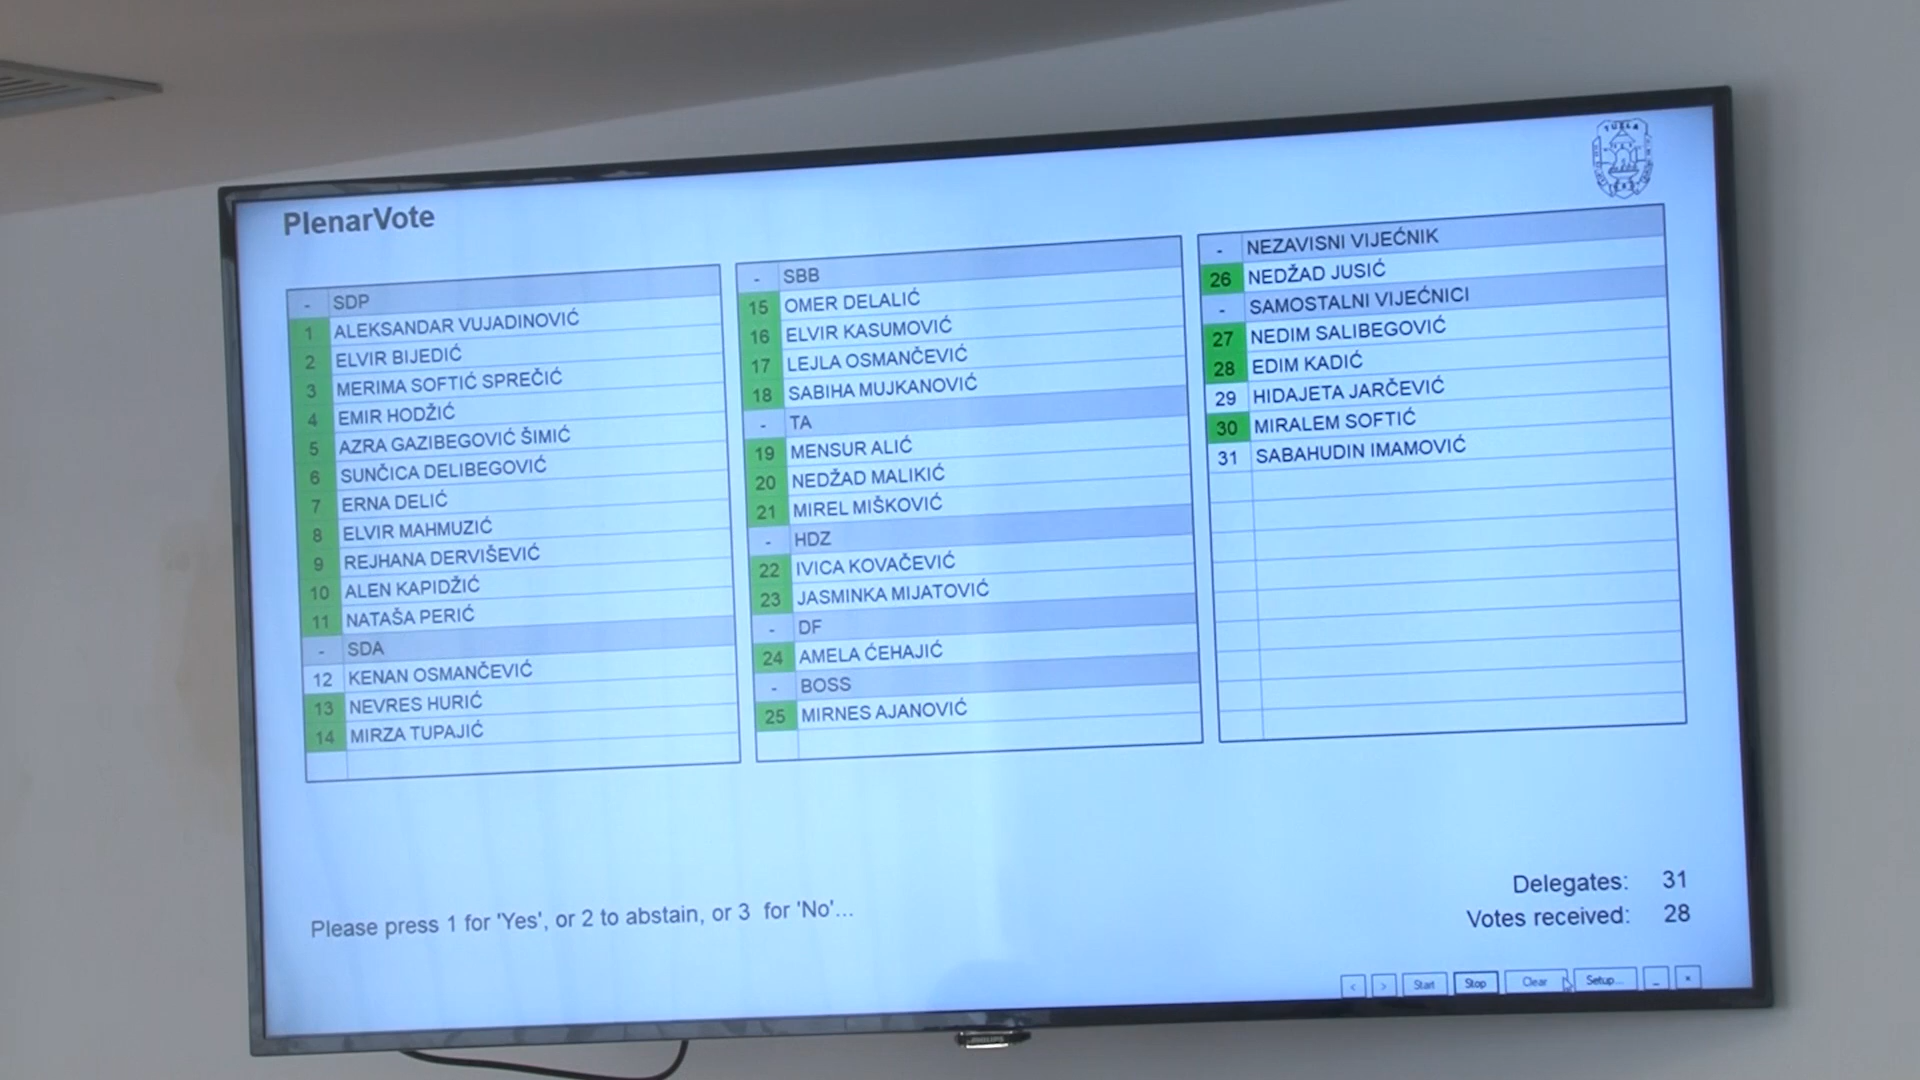 TUZLA
PlenarVote
- SDP
1 ALEKSANDAR VUJADINOVIĆ
2 ELVIR BIJEDIĆ
3 MERIMA SOFTIĆ SPREČIĆ
4 EMIR HODŽIĆ
5 AZRA GAZIBEGOVIĆ ŠIMIĆ
6 SUNČICA DELIBEGOVIĆ
7 ERNA DELIĆ
8 ELVIR MAHMUZIĆ
9 REJHANA DERVIŠEVIĆ
10 ALEN KAPIDŽIĆ
11 NATAŠA PERIĆ
- SDA
12 KENAN OSMANČEVIĆ
13 NEVRES HURIĆ
14 MIRZA TUPAJIĆ
- SBB
15 OMER DELALIĆ
16 ELVIR KASUMOVIĆ
17 LEJLA OSMANČEVIĆ
18 SABIHA MUJKANOVIĆ
- TA
19 MENSUR ALIĆ
20 NEDŽAD MALIKIĆ
21 MIREL MIŠKOVIĆ
- HDZ
22 IVICA KOVAČEVIĆ
23 JASMINKA MIJATOVIĆ
- DF
24 AMELA ĆEHAJIĆ
- BOSS
25 MIRNES AJANOVIĆ
- NEZAVISNI VIJEĆNIK
26 NEDŽAD JUSIĆ
- SAMOSTALNI VIJEĆNICI
27 NEDIM SALIBEGOVIĆ
28 EDIM KADIĆ
29 HIDAJETA JARČEVIĆ
30 MIRALEM SOFTIĆ
31 SABAHUDIN IMAMOVIĆ
Please press 1 for 'Yes', or 2 to abstain, or 3 for 'No'...
Delegates: 31
Votes received: 28
< > Start Stop Clear Setup... _ ×
PHILIPS